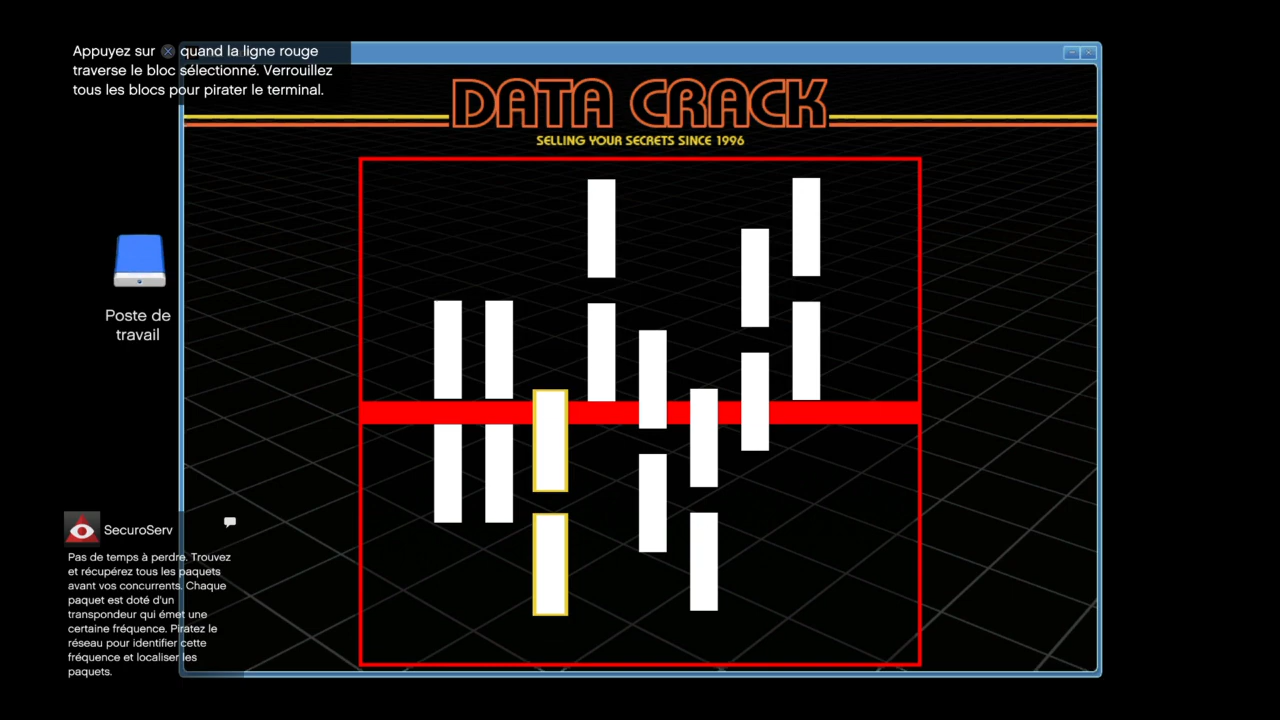 Appuyez sur ⓧ quand la ligne rouge
traverse le bloc sélectionné. Verrouillez
tous les blocs pour pirater le terminal.
DATA CRACK
SELLING YOUR SECRETS SINCE 1996
Poste de
travail
SecuroServ
Pas de temps à perdre. Trouvez
et récupérez tous les paquets
avant vos concurrents. Chaque
paquet est doté d'un
transpondeur qui émet une
certaine fréquence. Piratez le
réseau pour identifier cette
fréquence et localiser les
paquets.